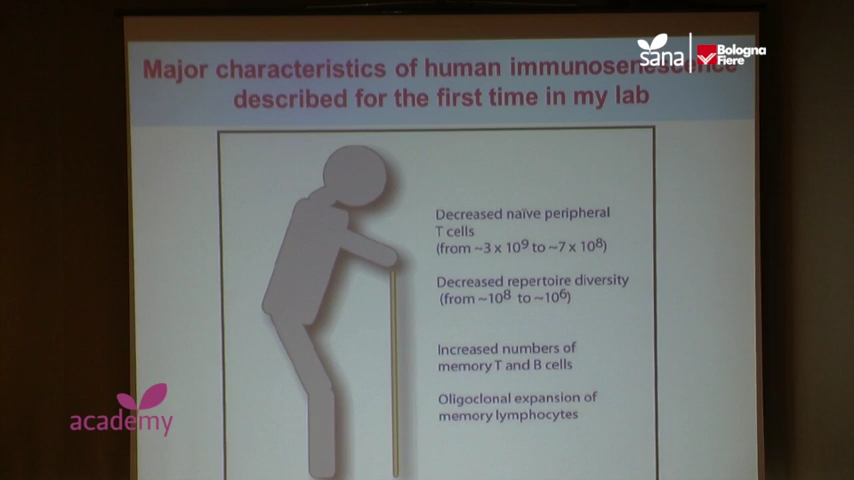 sana
Bologna
Fiere
Major characteristics of human immunosenescence
described for the first time in my lab
Decreased naïve peripheral
T cells
(from ~3 x 10⁹ to ~7 x 10⁸)
Decreased repertoire diversity
(from ~10⁸ to ~10⁶)
Increased numbers of
memory T and B cells
Oligoclonal expansion of
memory lymphocytes
academy